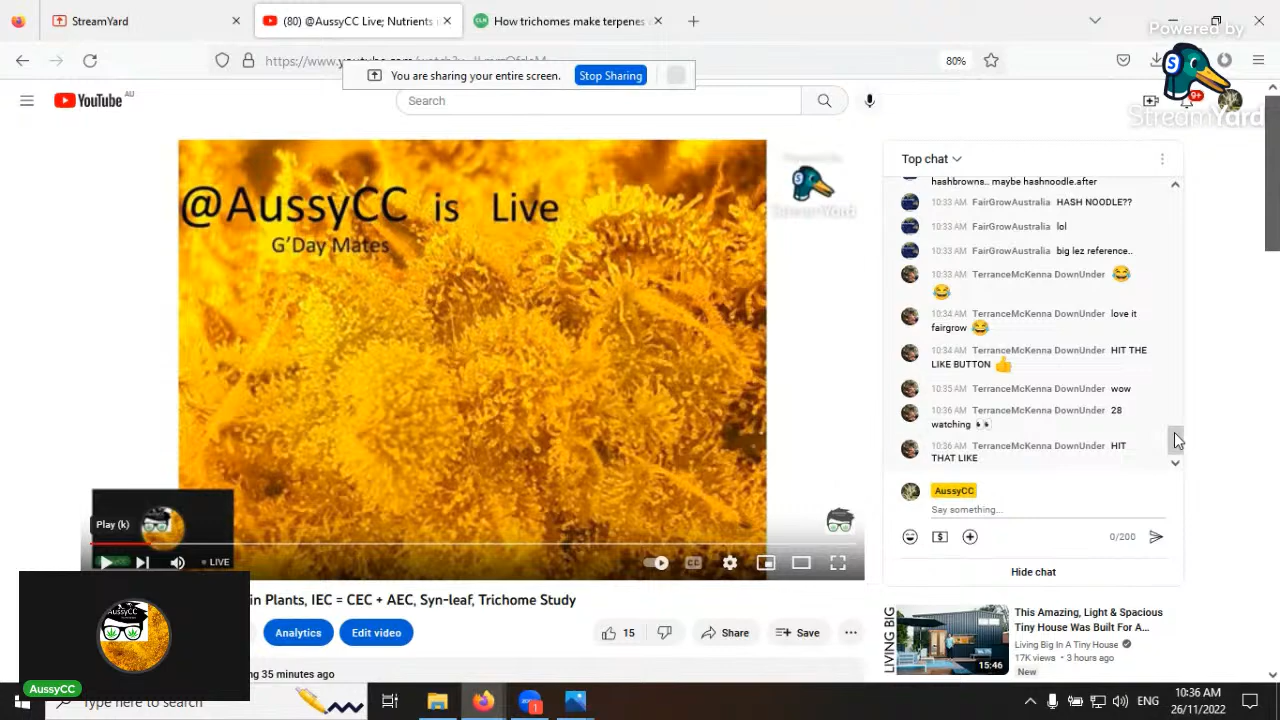 StreamYard
(80) @AussyCC Live; Nutrients
How trichomes make terpenes
Powered by
https://www.
80%
You are sharing your entire screen.
Stop Sharing
YouTube AU
Search
9+
StreamYard
@AussyCC is Live
G'Day Mates
StreamYard
Top chat
hashbrowns.. maybe hashnoodle.after
10:33 AM FairGrowAustralia HASH NOODLE??
10:33 AM FairGrowAustralia lol
10:33 AM FairGrowAustralia big lez reference..
10:33 AM TerranceMcKenna DownUnder 😂
😂
10:34 AM TerranceMcKenna DownUnder love it
fairgrow 😂
10:34 AM TerranceMcKenna DownUnder HIT THE
LIKE BUTTON 👍
10:35 AM TerranceMcKenna DownUnder wow
10:36 AM TerranceMcKenna DownUnder 28
watching 👀
10:36 AM TerranceMcKenna DownUnder HIT
THAT LIKE
AussyCC
Say something...
0/200
Hide chat
Play (k)
LIVE
in Plants, IEC = CEC + AEC, Syn-leaf, Trichome Study
Analytics
Edit video
15
Share
Save
35 minutes ago
AussyCC
AussyCC
LIVING BIG
15:46
This Amazing, Light & Spacious
Tiny House Was Built For A...
Living Big In A Tiny House
17K views • 3 hours ago
New
Type here to search
1
ENG
10:36 AM
26/11/2022